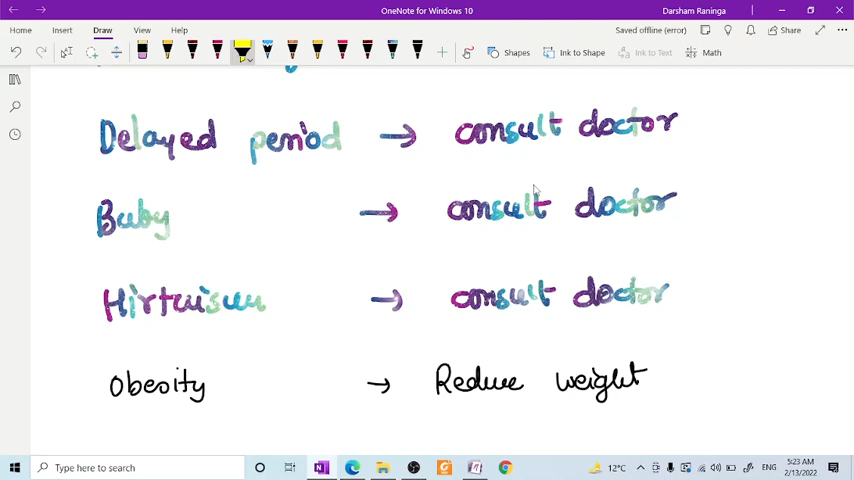 OneNote for Windows 10
Darsham Raninga
Home Insert Draw View Help
Saved offline (error) Share
Shapes Ink to Shape Ink to Text Math
Delayed period → consult doctor
Baby → consult doctor
Hirtuisum → consult doctor
Obesity → Reduce weight
Type here to search
12°C
ENG
5:23 AM
2/13/2022